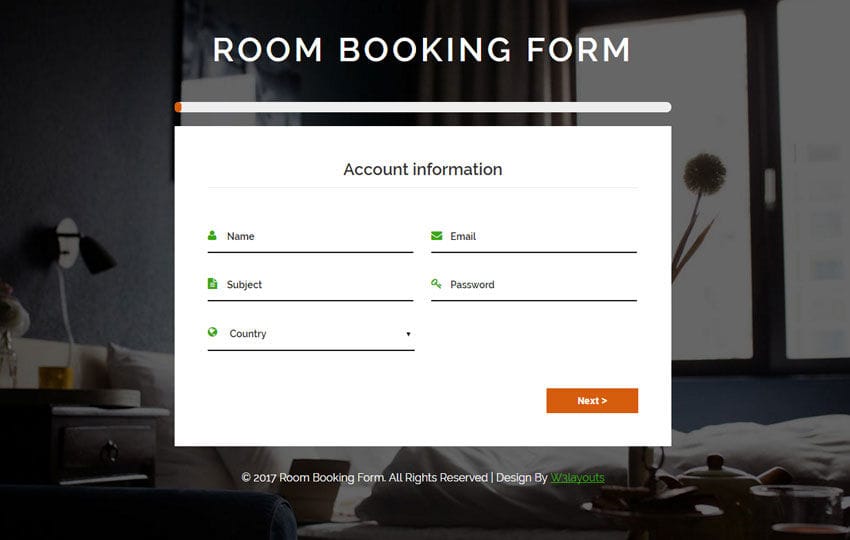 ROOM BOOKING FORM
Account information
Name
Email
Subject
Password
Country
Next >
© 2017 Room Booking Form. All Rights Reserved | Design By W3layouts